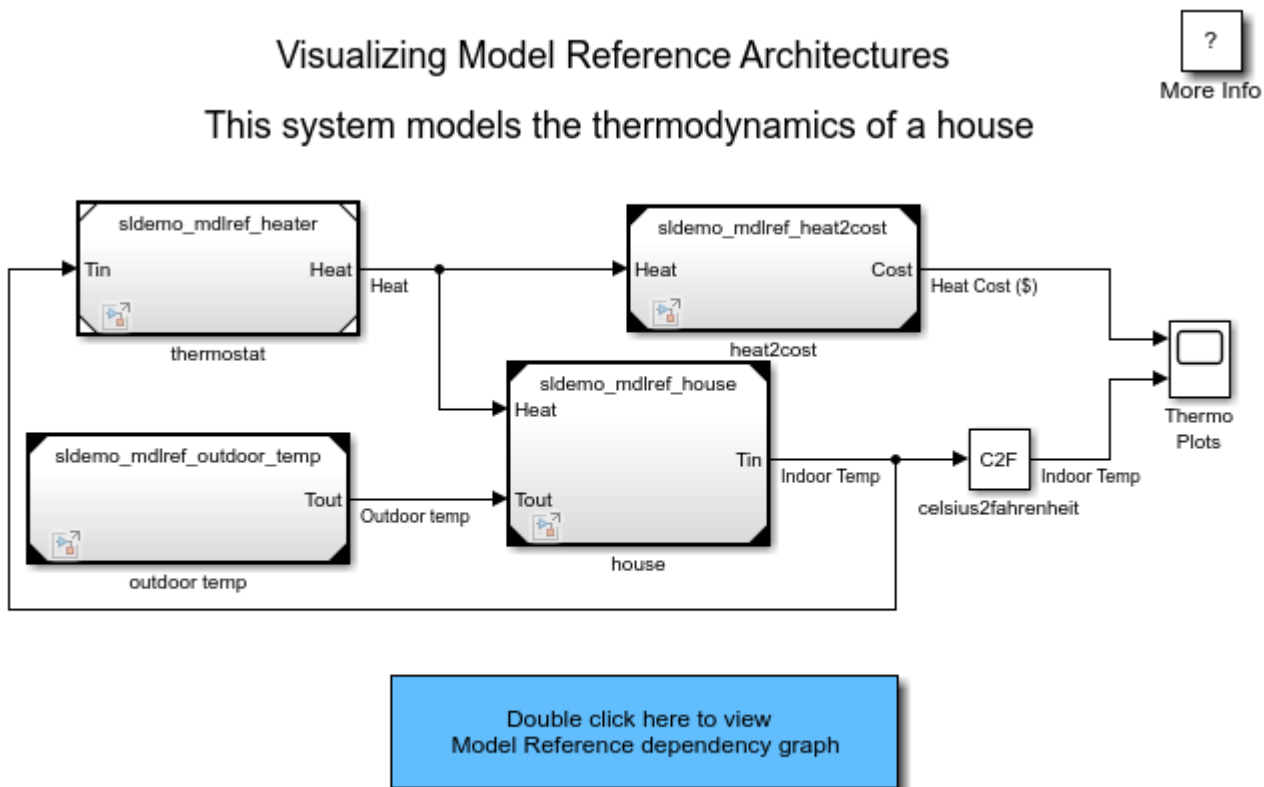 Visualizing Model Reference Architectures
?
More Info
This system models the thermodynamics of a house
sldemo_mdlref_heater
Tin
Heat
Heat
thermostat
sldemo_mdlref_heat2cost
Heat
Cost
Heat Cost ($)
heat2cost
sldemo_mdlref_house
Heat
Tout
Tin
Indoor Temp
house
sldemo_mdlref_outdoor_temp
Tout
Outdoor temp
outdoor temp
C2F
celsius2fahrenheit
Indoor Temp
Thermo
Plots
Double click here to view
Model Reference dependency graph